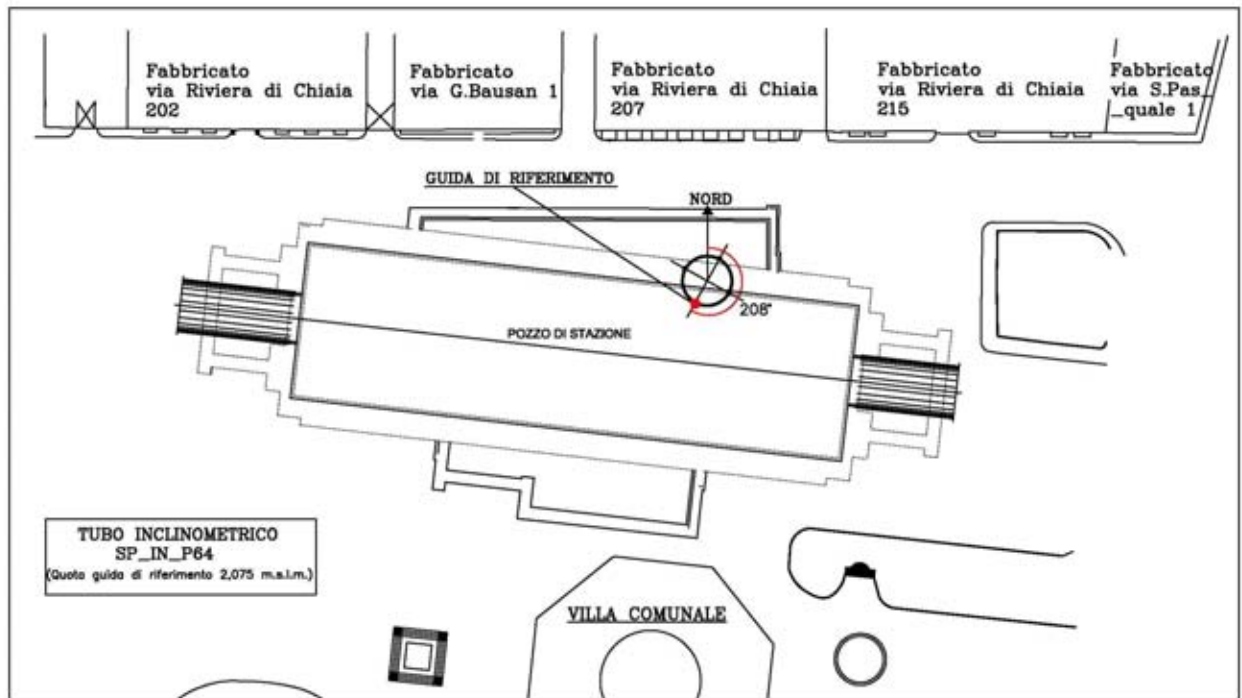 Fabbricato
via Riviera di Chiaia
202
Fabbricato
via G.Bausan 1
Fabbricato
via Riviera di Chiaia
207
Fabbricato
via Riviera di Chiaia
215
Fabbricato
via S.Pas_
_quale 1
GUIDA DI RIFERIMENTO
NORD
208°
POZZO DI STAZIONE
TUBO INCLINOMETRICO
SP_IN_P64
(Quota guida di riferimento 2,075 m.s.l.m.)
VILLA COMUNALE